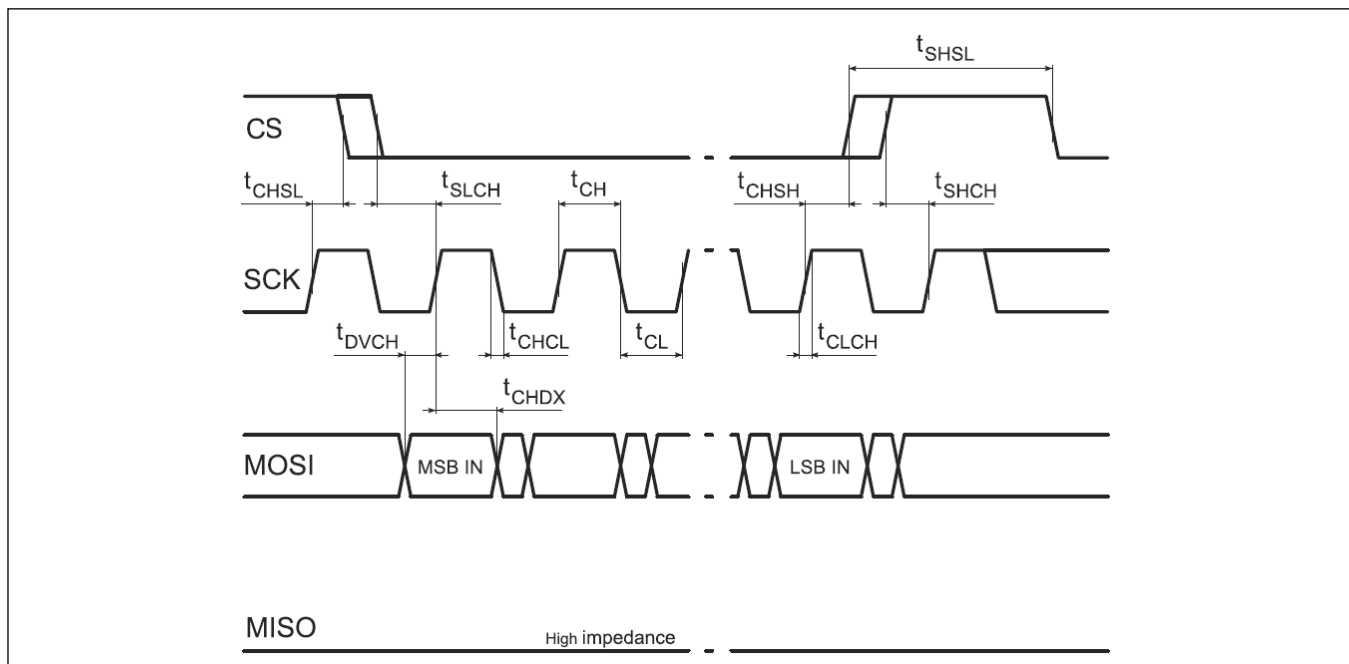 tSHSL
CS
tCHSL
tSLCH
tCH
tCHSH
tSHCH
SCK
tDVCH
tCHCL
tCL
tCLCH
tCHDX
MOSI
MSB IN
LSB IN
MISO
High impedance